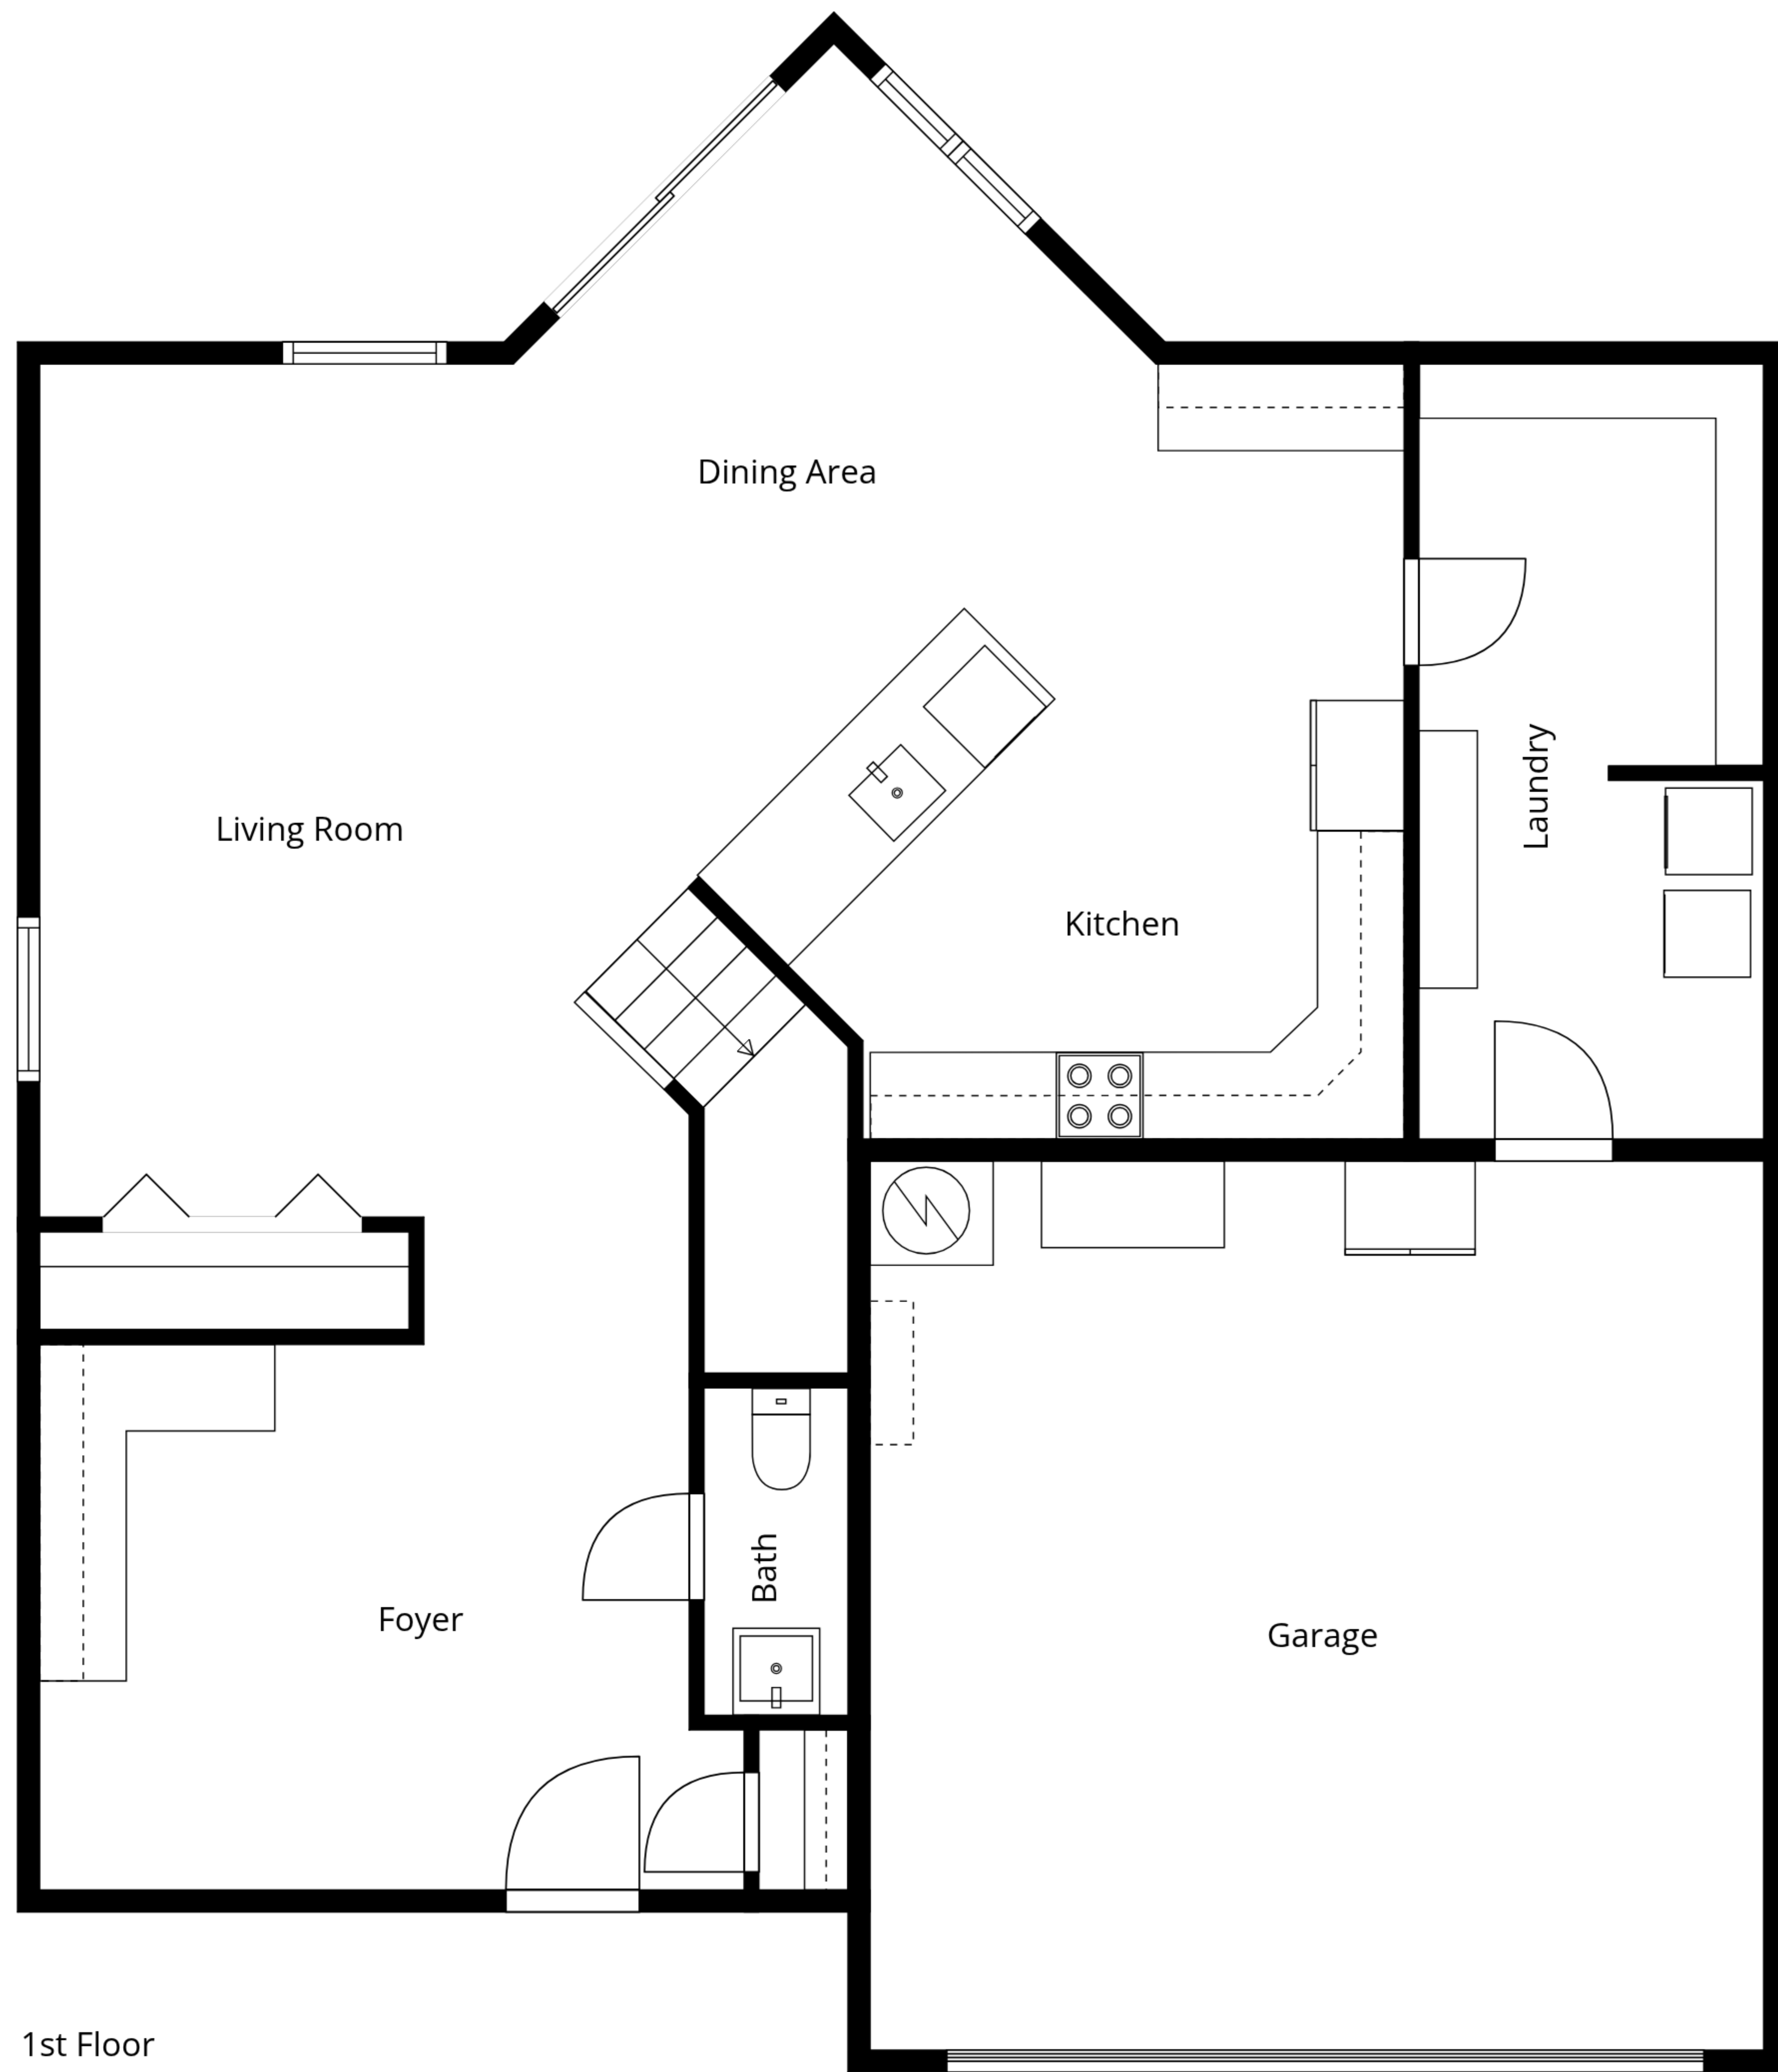 Dining Area
Living Room
Laundry
Kitchen
Bath
Foyer
Garage
1st Floor